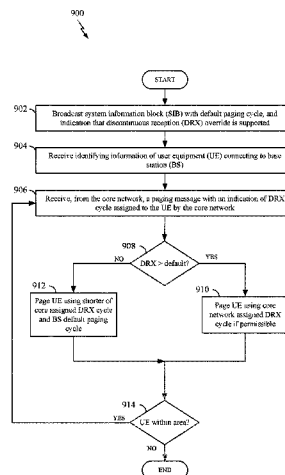 900
START
902
Broadcast system information block (SIB) with default paging cycle, and
indication that discontinuous reception (DRX) override is supported
904
Receive identifying information of user equipment (UE) connecting to base
station (BS)
906
Receive, from the core network, a paging message with an indication of DRX
cycle assigned to the UE by the core network
908
NO
DRX > default?
YES
912
Page UE using shorter of
core assigned DRX cycle
and BS default paging
cycle
910
Page UE using core
network assigned DRX
cycle if permissible
914
YES
UE within area?
NO
END